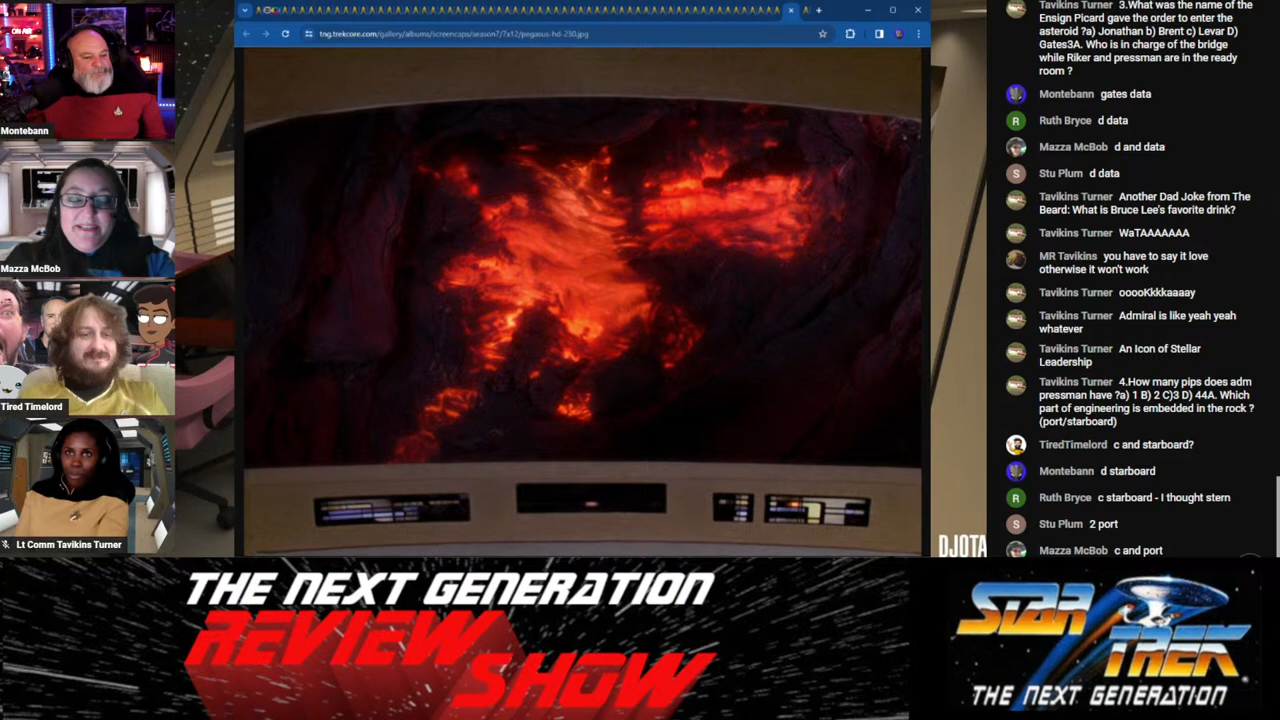 ON AIR
Montebann
Mazza McBob
Tired Timelord
Lt Comm Tavikins Turner
tng.trekcore.com/gallery/albums/screencaps/season7/7x12/pegasus-hd-230.jpg
Tavikins Turner 3.What was the name of the
Ensign Picard gave the order to enter the
asteroid ?a) Jonathan b) Brent c) Levar D)
Gates3A. Who is in charge of the bridge
while Riker and pressman are in the ready
room ?
Montebann gates data
R Ruth Bryce d data
Mazza McBob d and data
S Stu Plum d data
Tavikins Turner Another Dad Joke from The
Beard: What is Bruce Lee's favorite drink?
Tavikins Turner WaTAAAAAAA
MR Tavikins you have to say it love
otherwise it won't work
Tavikins Turner ooooKkkkaaaay
Tavikins Turner Admiral is like yeah yeah
whatever
Tavikins Turner An Icon of Stellar
Leadership
Tavikins Turner 4.How many pips does adm
pressman have ?a) 1 B) 2 C)3 D) 44A. Which
part of engineering is embedded in the rock ?
(port/starboard)
TiredTimelord c and starboard?
Montebann d starboard
R Ruth Bryce c starboard - I thought stern
S Stu Plum 2 port
Mazza McBob c and port
DJOTA
THE NEXT GENERATION
REVIEW
SHOW
STAR
TREK
THE NEXT GENERATION